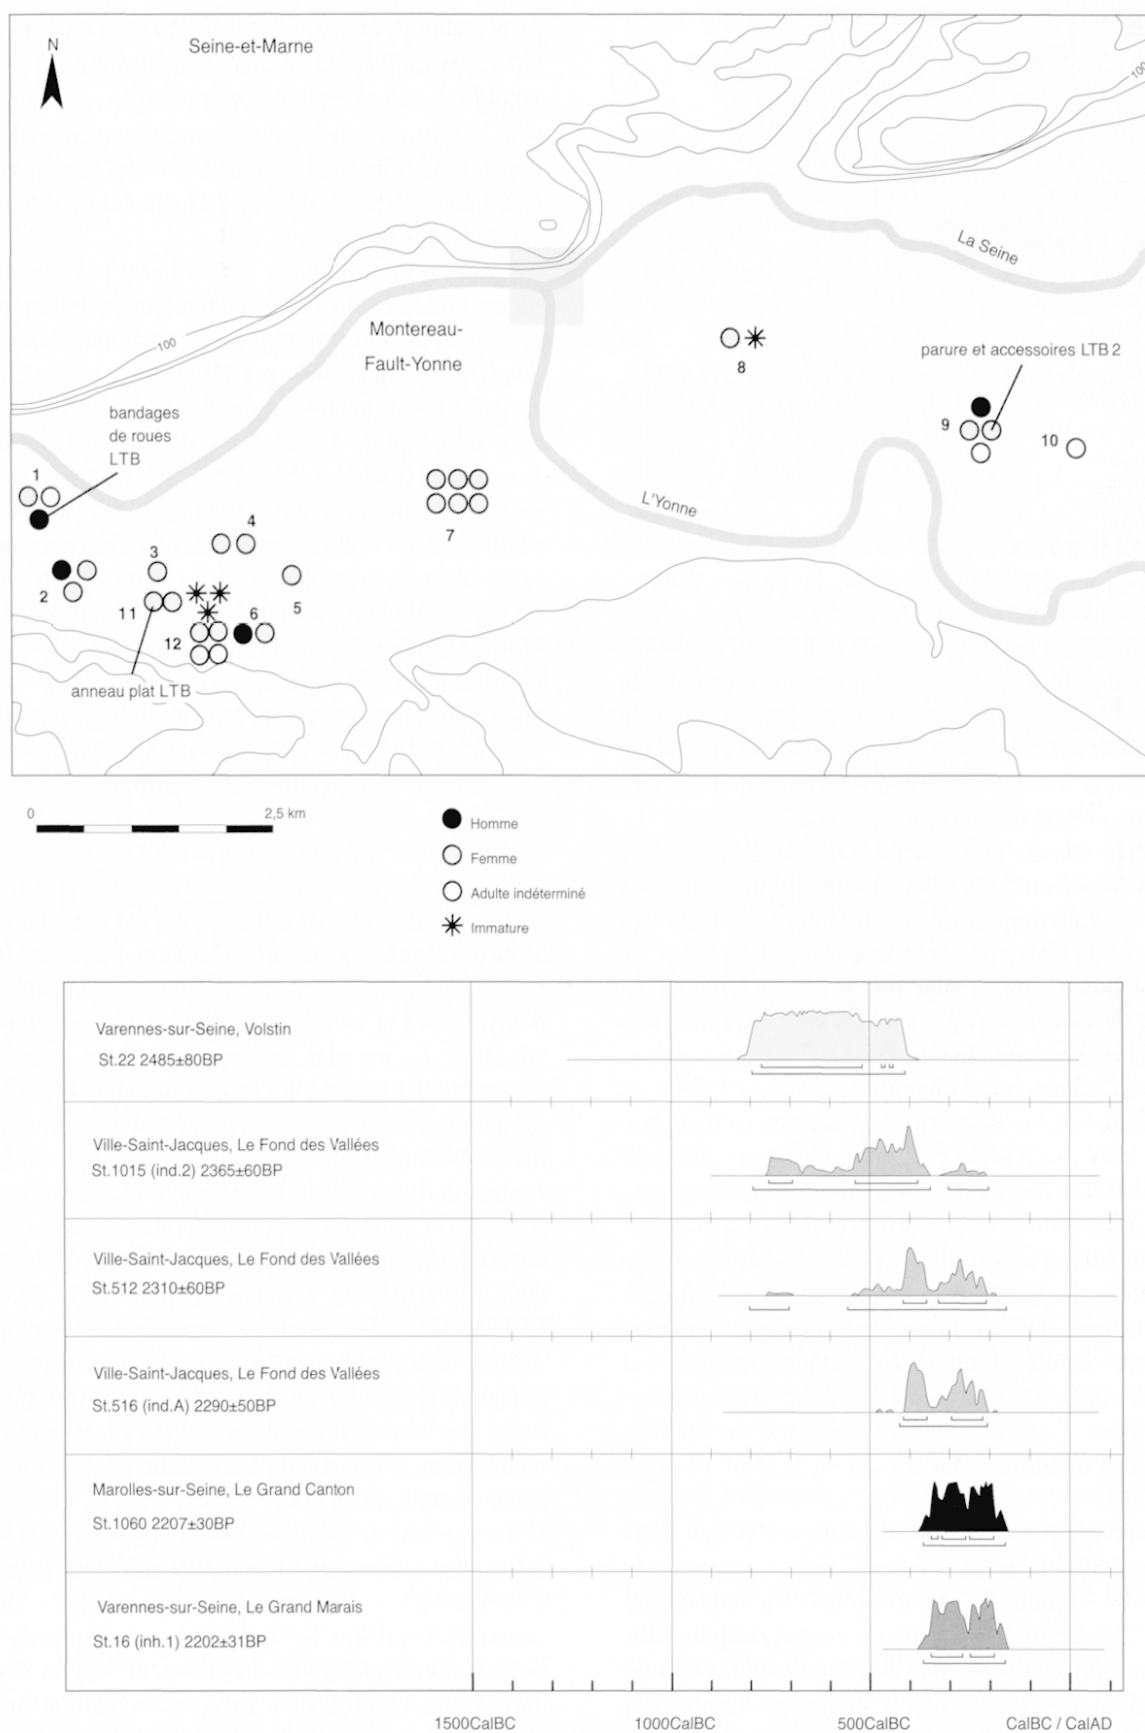 N
Seine-et-Marne
100
La Seine
Montereau-
Fault-Yonne
100
8
parure et accessoires LTB 2
bandages
de roues
LTB
9
10
1
L'Yonne
7
4
3
5
2
11
6
12
anneau plat LTB
0
2,5 km
Homme
Femme
Adulte indéterminé
Immature
Varennes-sur-Seine, Volstin
St.22 2485±80BP
Ville-Saint-Jacques, Le Fond des Vallées
St.1015 (ind.2) 2365±60BP
Ville-Saint-Jacques, Le Fond des Vallées
St.512 2310±60BP
Ville-Saint-Jacques, Le Fond des Vallées
St.516 (ind.A) 2290±50BP
Marolles-sur-Seine, Le Grand Canton
St.1060 2207±30BP
Varennes-sur-Seine, Le Grand Marais
St.16 (inh.1) 2202±31BP
1500CalBC
1000CalBC
500CalBC
CalBC / CalAD